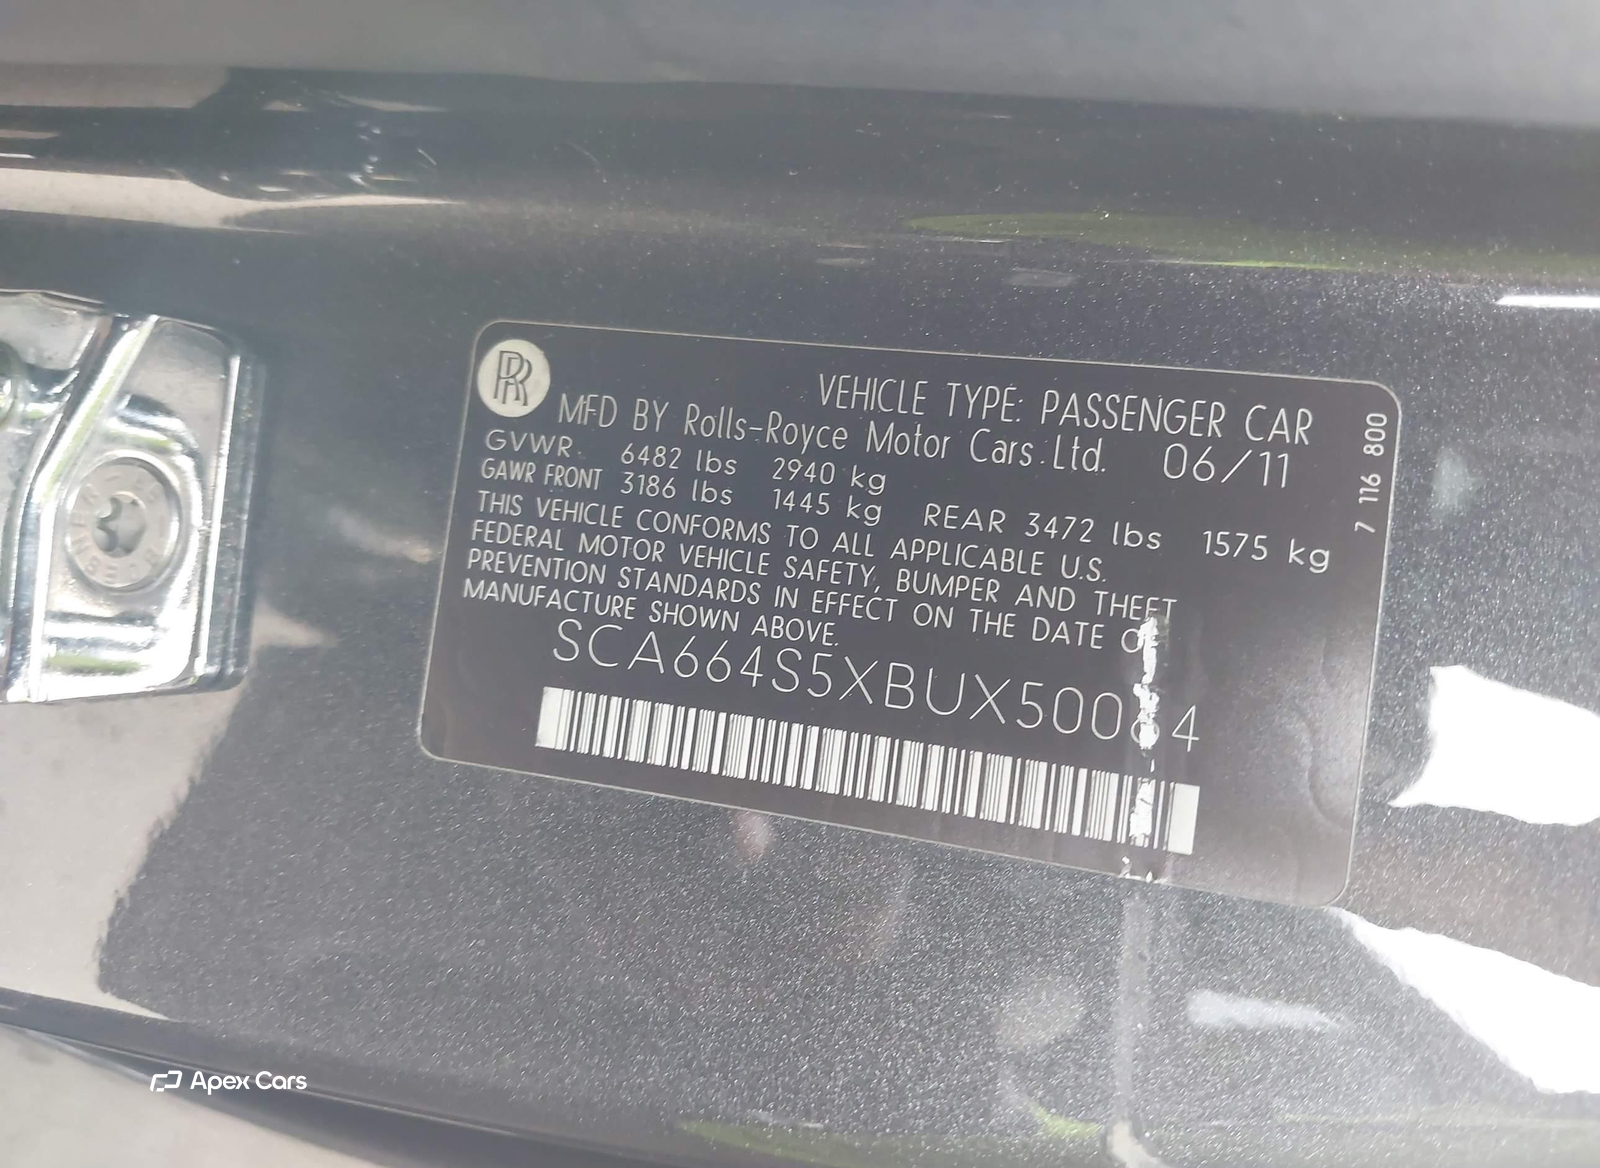 VEHICLE TYPE: PASSENGER CAR
MFD BY Rolls-Royce Motor Cars Ltd. 06/11
GVWR 6482 lbs 2940 kg
GAWR FRONT 3186 lbs 1445 kg REAR 3472 lbs 1575 kg
THIS VEHICLE CONFORMS TO ALL APPLICABLE U.S.
FEDERAL MOTOR VEHICLE SAFETY, BUMPER AND THEFT
PREVENTION STANDARDS IN EFFECT ON THE DATE OF
MANUFACTURE SHOWN ABOVE.
SCA664S5XBUX50064
7 116 800
RR
Apex Cars